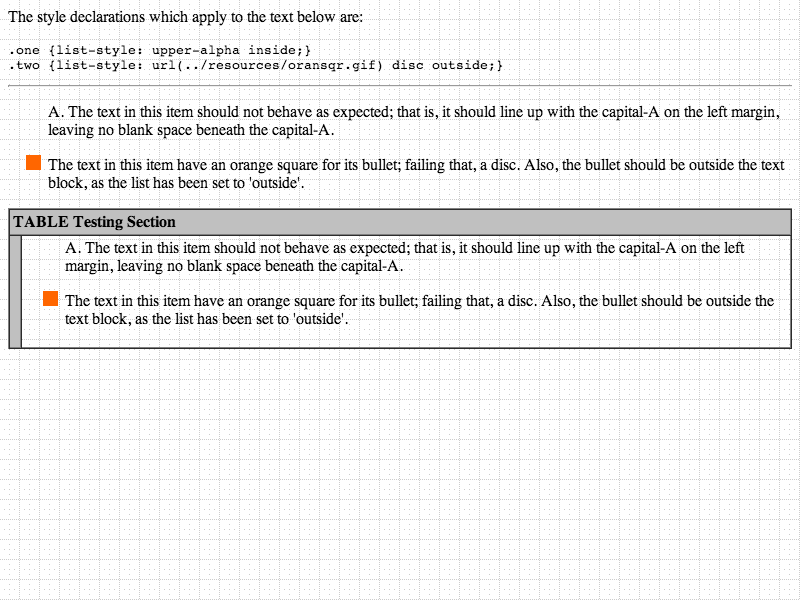 The style declarations which apply to the text below are:
.one {list-style: upper-alpha inside;}
.two {list-style: url(../resources/oransqr.gif) disc outside;}
A. The text in this item should not behave as expected; that is, it should line up with the capital-A on the left margin,
leaving no blank space beneath the capital-A.
The text in this item have an orange square for its bullet; failing that, a disc. Also, the bullet should be outside the text
block, as the list has been set to 'outside'.
TABLE Testing Section
A. The text in this item should not behave as expected; that is, it should line up with the capital-A on the left
margin, leaving no blank space beneath the capital-A.
The text in this item have an orange square for its bullet; failing that, a disc. Also, the bullet should be outside the
text block, as the list has been set to 'outside'.